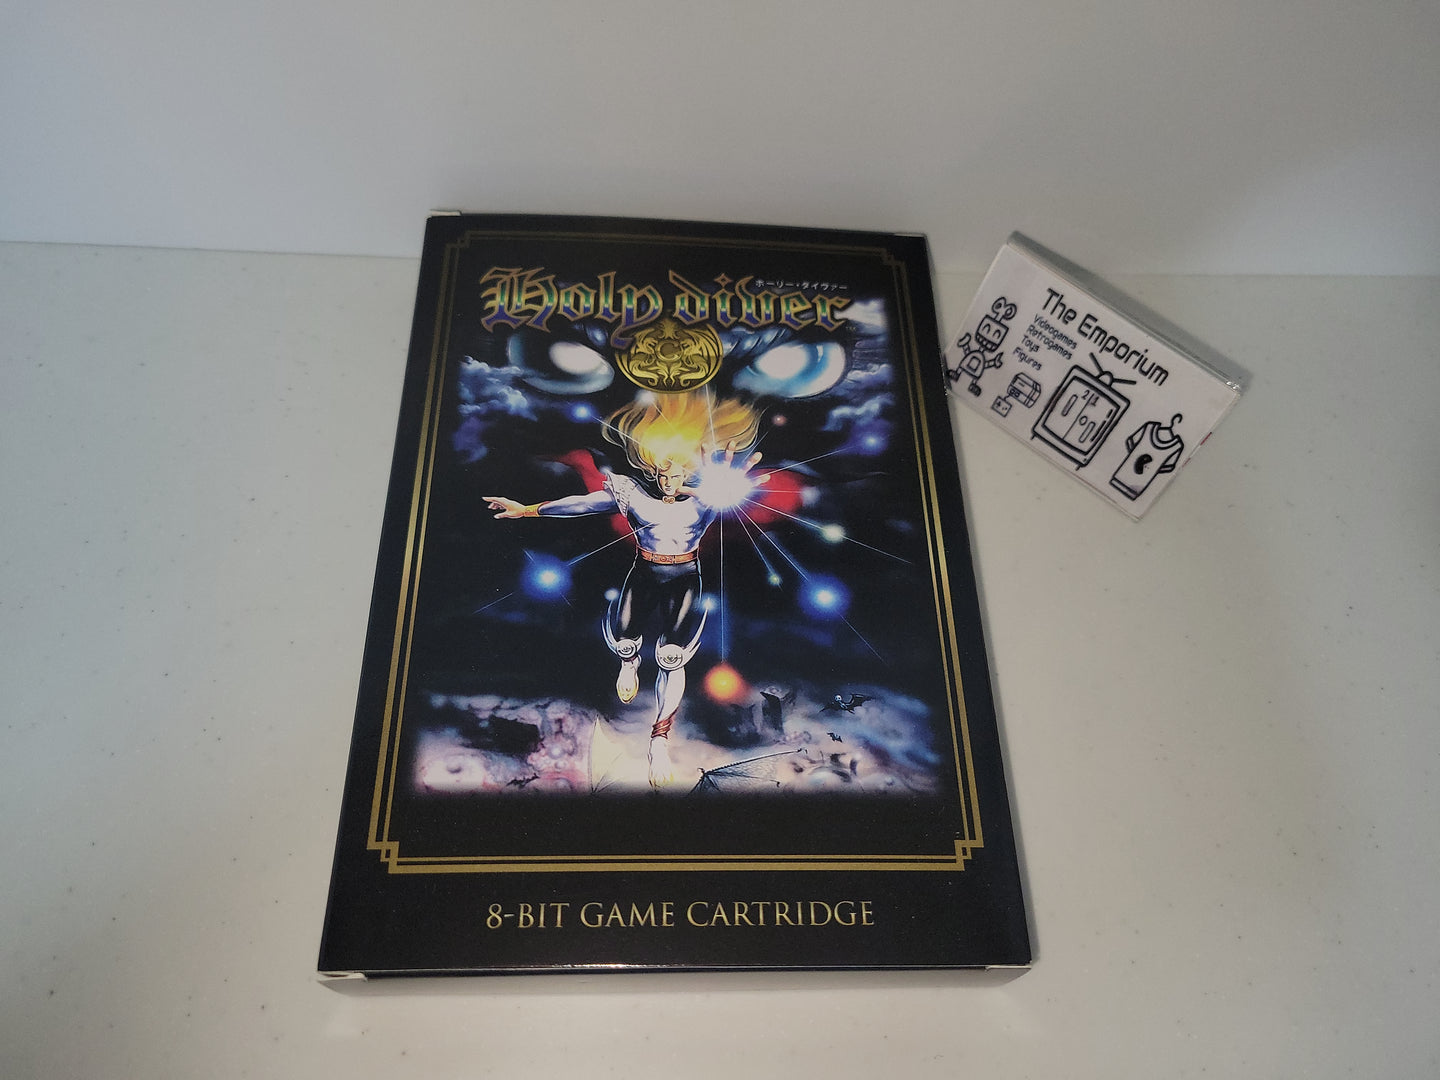 Holy diver
ホーリー・ダイヴァー
TM
8-BIT GAME CARTRIDGE
The Emporium
Videogames
Retrogames
Toys
Figures